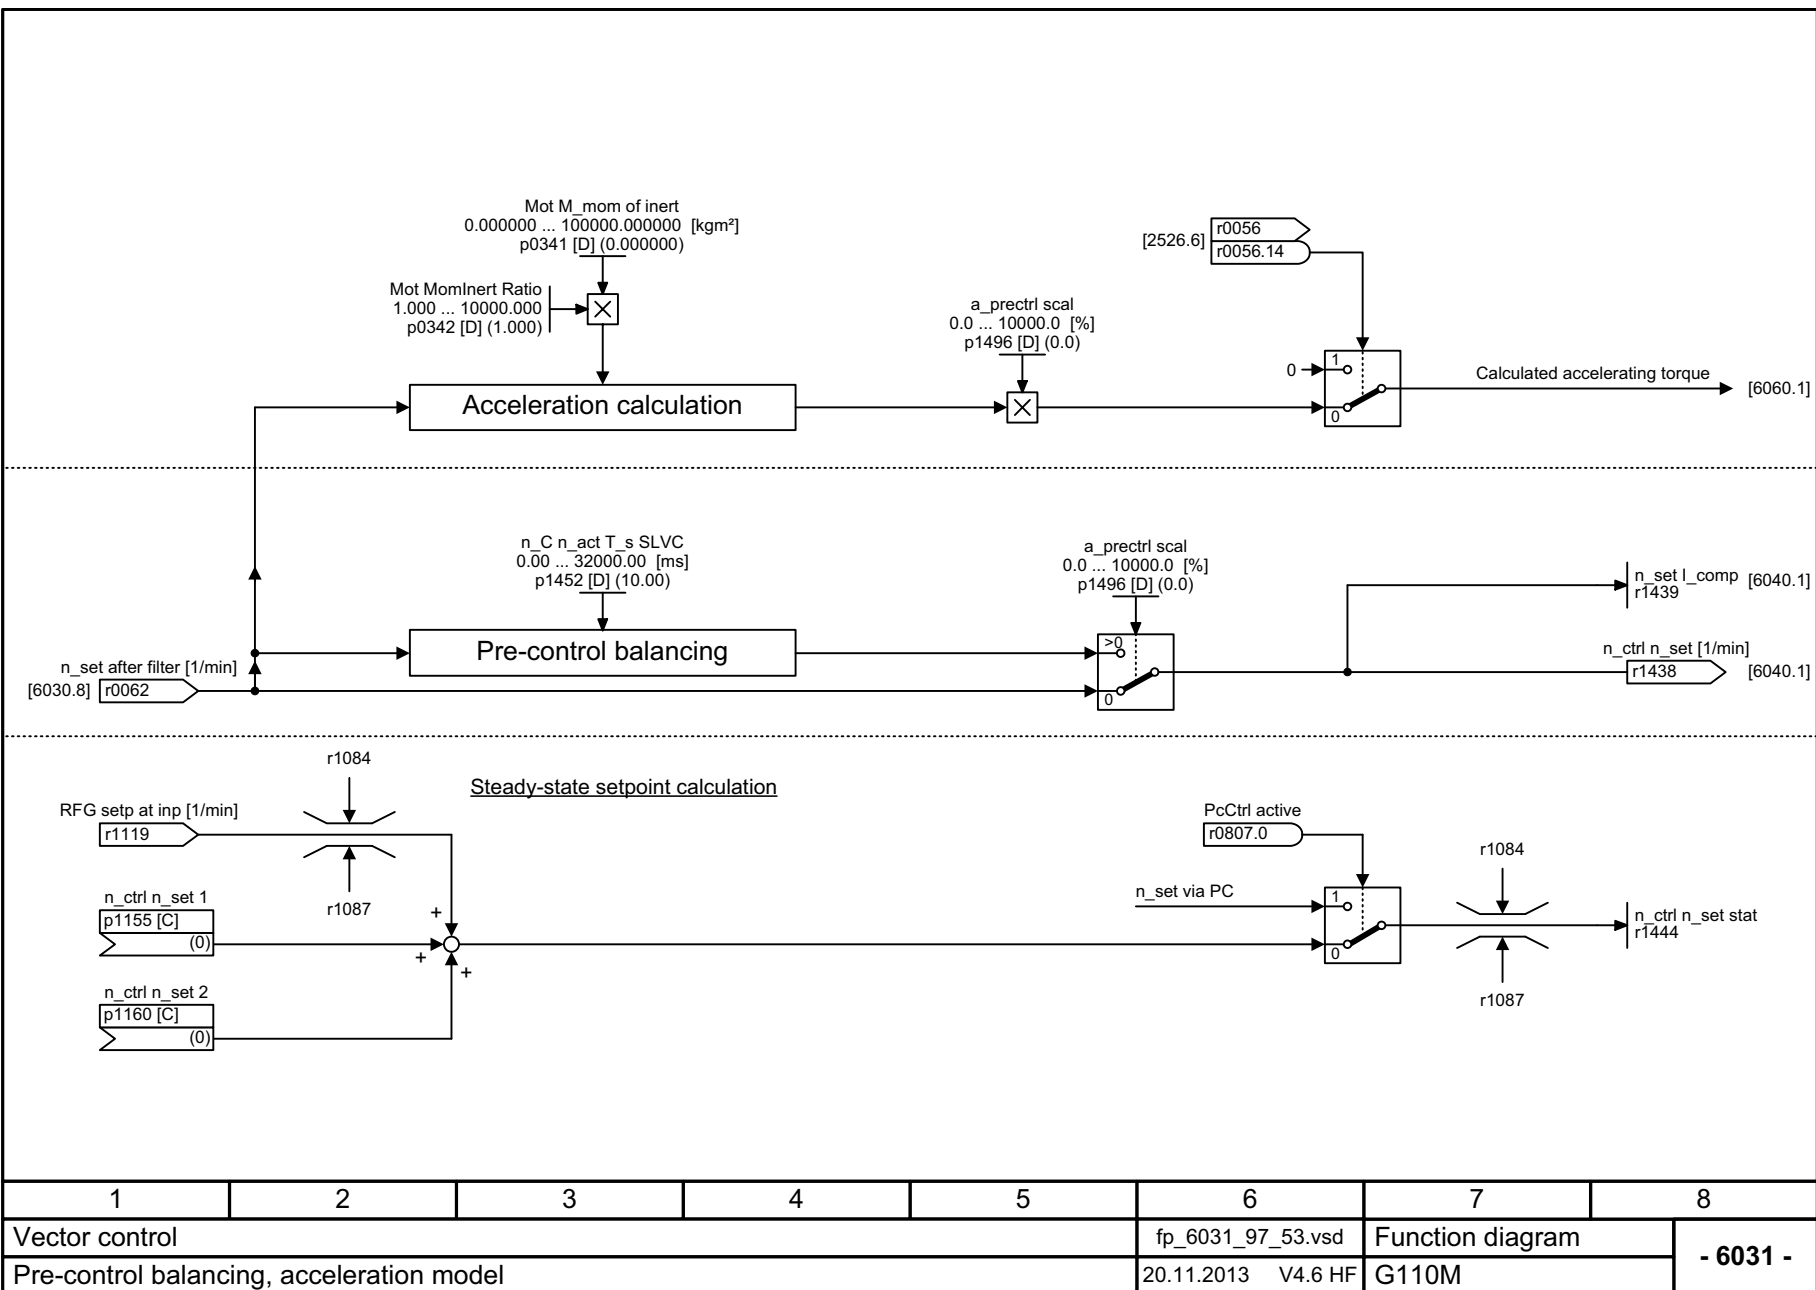 Mot M_mom of inert
0.000000 ... 100000.000000 [kgm²]
p0341 [D] (0.000000)
Mot MomInert Ratio
1.000 ... 10000.000
p0342 [D] (1.000)
Acceleration calculation
a_prectrl scal
0.0 ... 10000.0 [%]
p1496 [D] (0.0)
[2526.6]
r0056
r0056.14
0
1
0
Calculated accelerating torque
[6060.1]
n_C n_act T_s SLVC
0.00 ... 32000.00 [ms]
p1452 [D] (10.00)
Pre-control balancing
a_prectrl scal
0.0 ... 10000.0 [%]
p1496 [D] (0.0)
>0
0
n_set after filter [1/min]
[6030.8]
r0062
n_set I_comp
r1439
[6040.1]
n_ctrl n_set [1/min]
r1438
[6040.1]
Steady-state setpoint calculation
r1084
RFG setp at inp [1/min]
r1119
r1087
n_ctrl n_set 1
p1155 [C]
(0)
n_ctrl n_set 2
p1160 [C]
(0)
+
+
+
PcCtrl active
r0807.0
n_set via PC
1
0
r1084
r1087
n_ctrl n_set stat
r1444
1 2 3 4 5 6 7 8
Vector control
fp_6031_97_53.vsd
Function diagram
- 6031 -
Pre-control balancing, acceleration model
20.11.2013 V4.6 HF
G110M